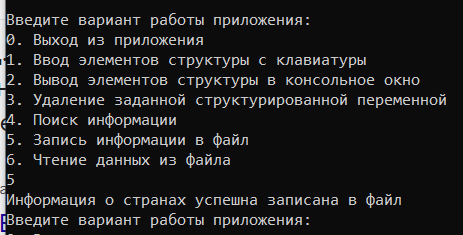 Введите вариант работы приложения:
0. Выход из приложения
1. Ввод элементов структуры с клавиатуры
2. Вывод элементов структуры в консольное окно
3. Удаление заданной структурированной переменной
4. Поиск информации
5. Запись информации в файл
6. Чтение данных из файла
5
Информация о странах успешна записана в файл
Введите вариант работы приложения: